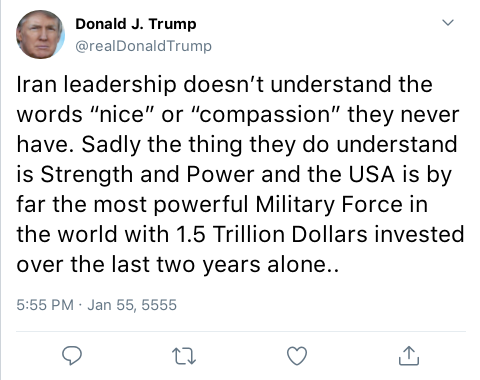 Donald J. Trump
@realDonaldTrump
Iran leadership doesn’t understand the
words “nice” or “compassion” they never
have. Sadly the thing they do understand
is Strength and Power and the USA is by
far the most powerful Military Force in
the world with 1.5 Trillion Dollars invested
over the last two years alone..
5:55 PM · Jan 55, 5555